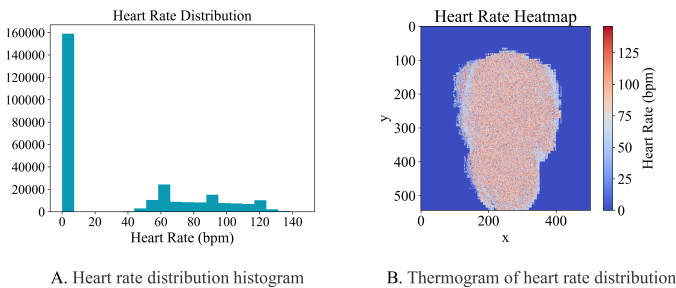 Heart Rate Distribution
160000
140000
120000
100000
80000
60000
40000
20000
0
0 20 40 60 80 100 120 140
Heart Rate (bpm)
A. Heart rate distribution histogram
Heart Rate Heatmap
0
100
200
300
400
500
y
0 200 400
x
125
100
75
50
25
0
Heart Rate (bpm)
B. Thermogram of heart rate distribution